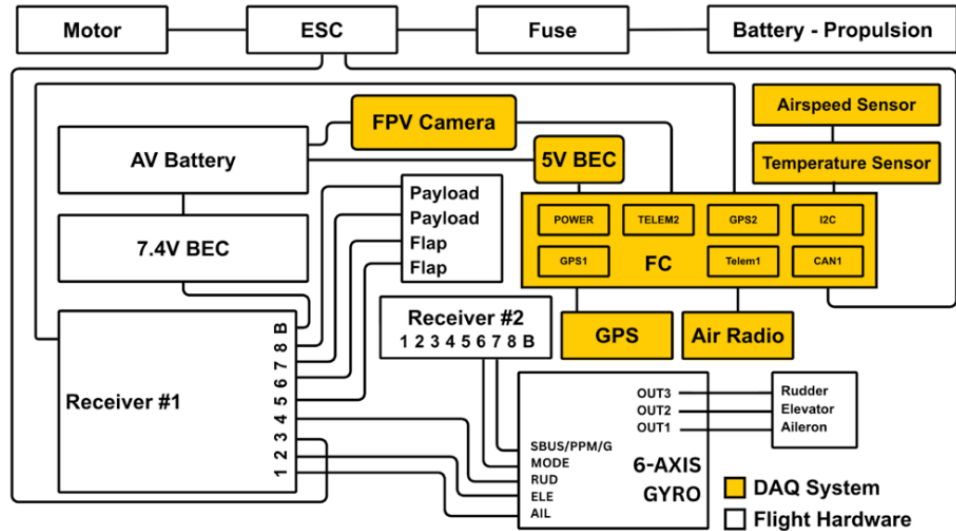 Motor
ESC
Fuse
Battery - Propulsion
Airspeed Sensor
FPV Camera
AV Battery
5V BEC
Temperature Sensor
Payload
Payload
Flap
Flap
POWER
TELEM2
GPS2
I2C
7.4V BEC
GPS1
FC
Telem1
CAN1
Receiver #2
1 2 3 4 5 6 7 8 B
GPS
Air Radio
Receiver #1
1 2 3 4 5 6 7 8 B
OUT3
OUT2
OUT1
Rudder
Elevator
Aileron
SBUS/PPM/G
MODE
RUD
ELE
AIL
6-AXIS
GYRO
DAQ System
Flight Hardware